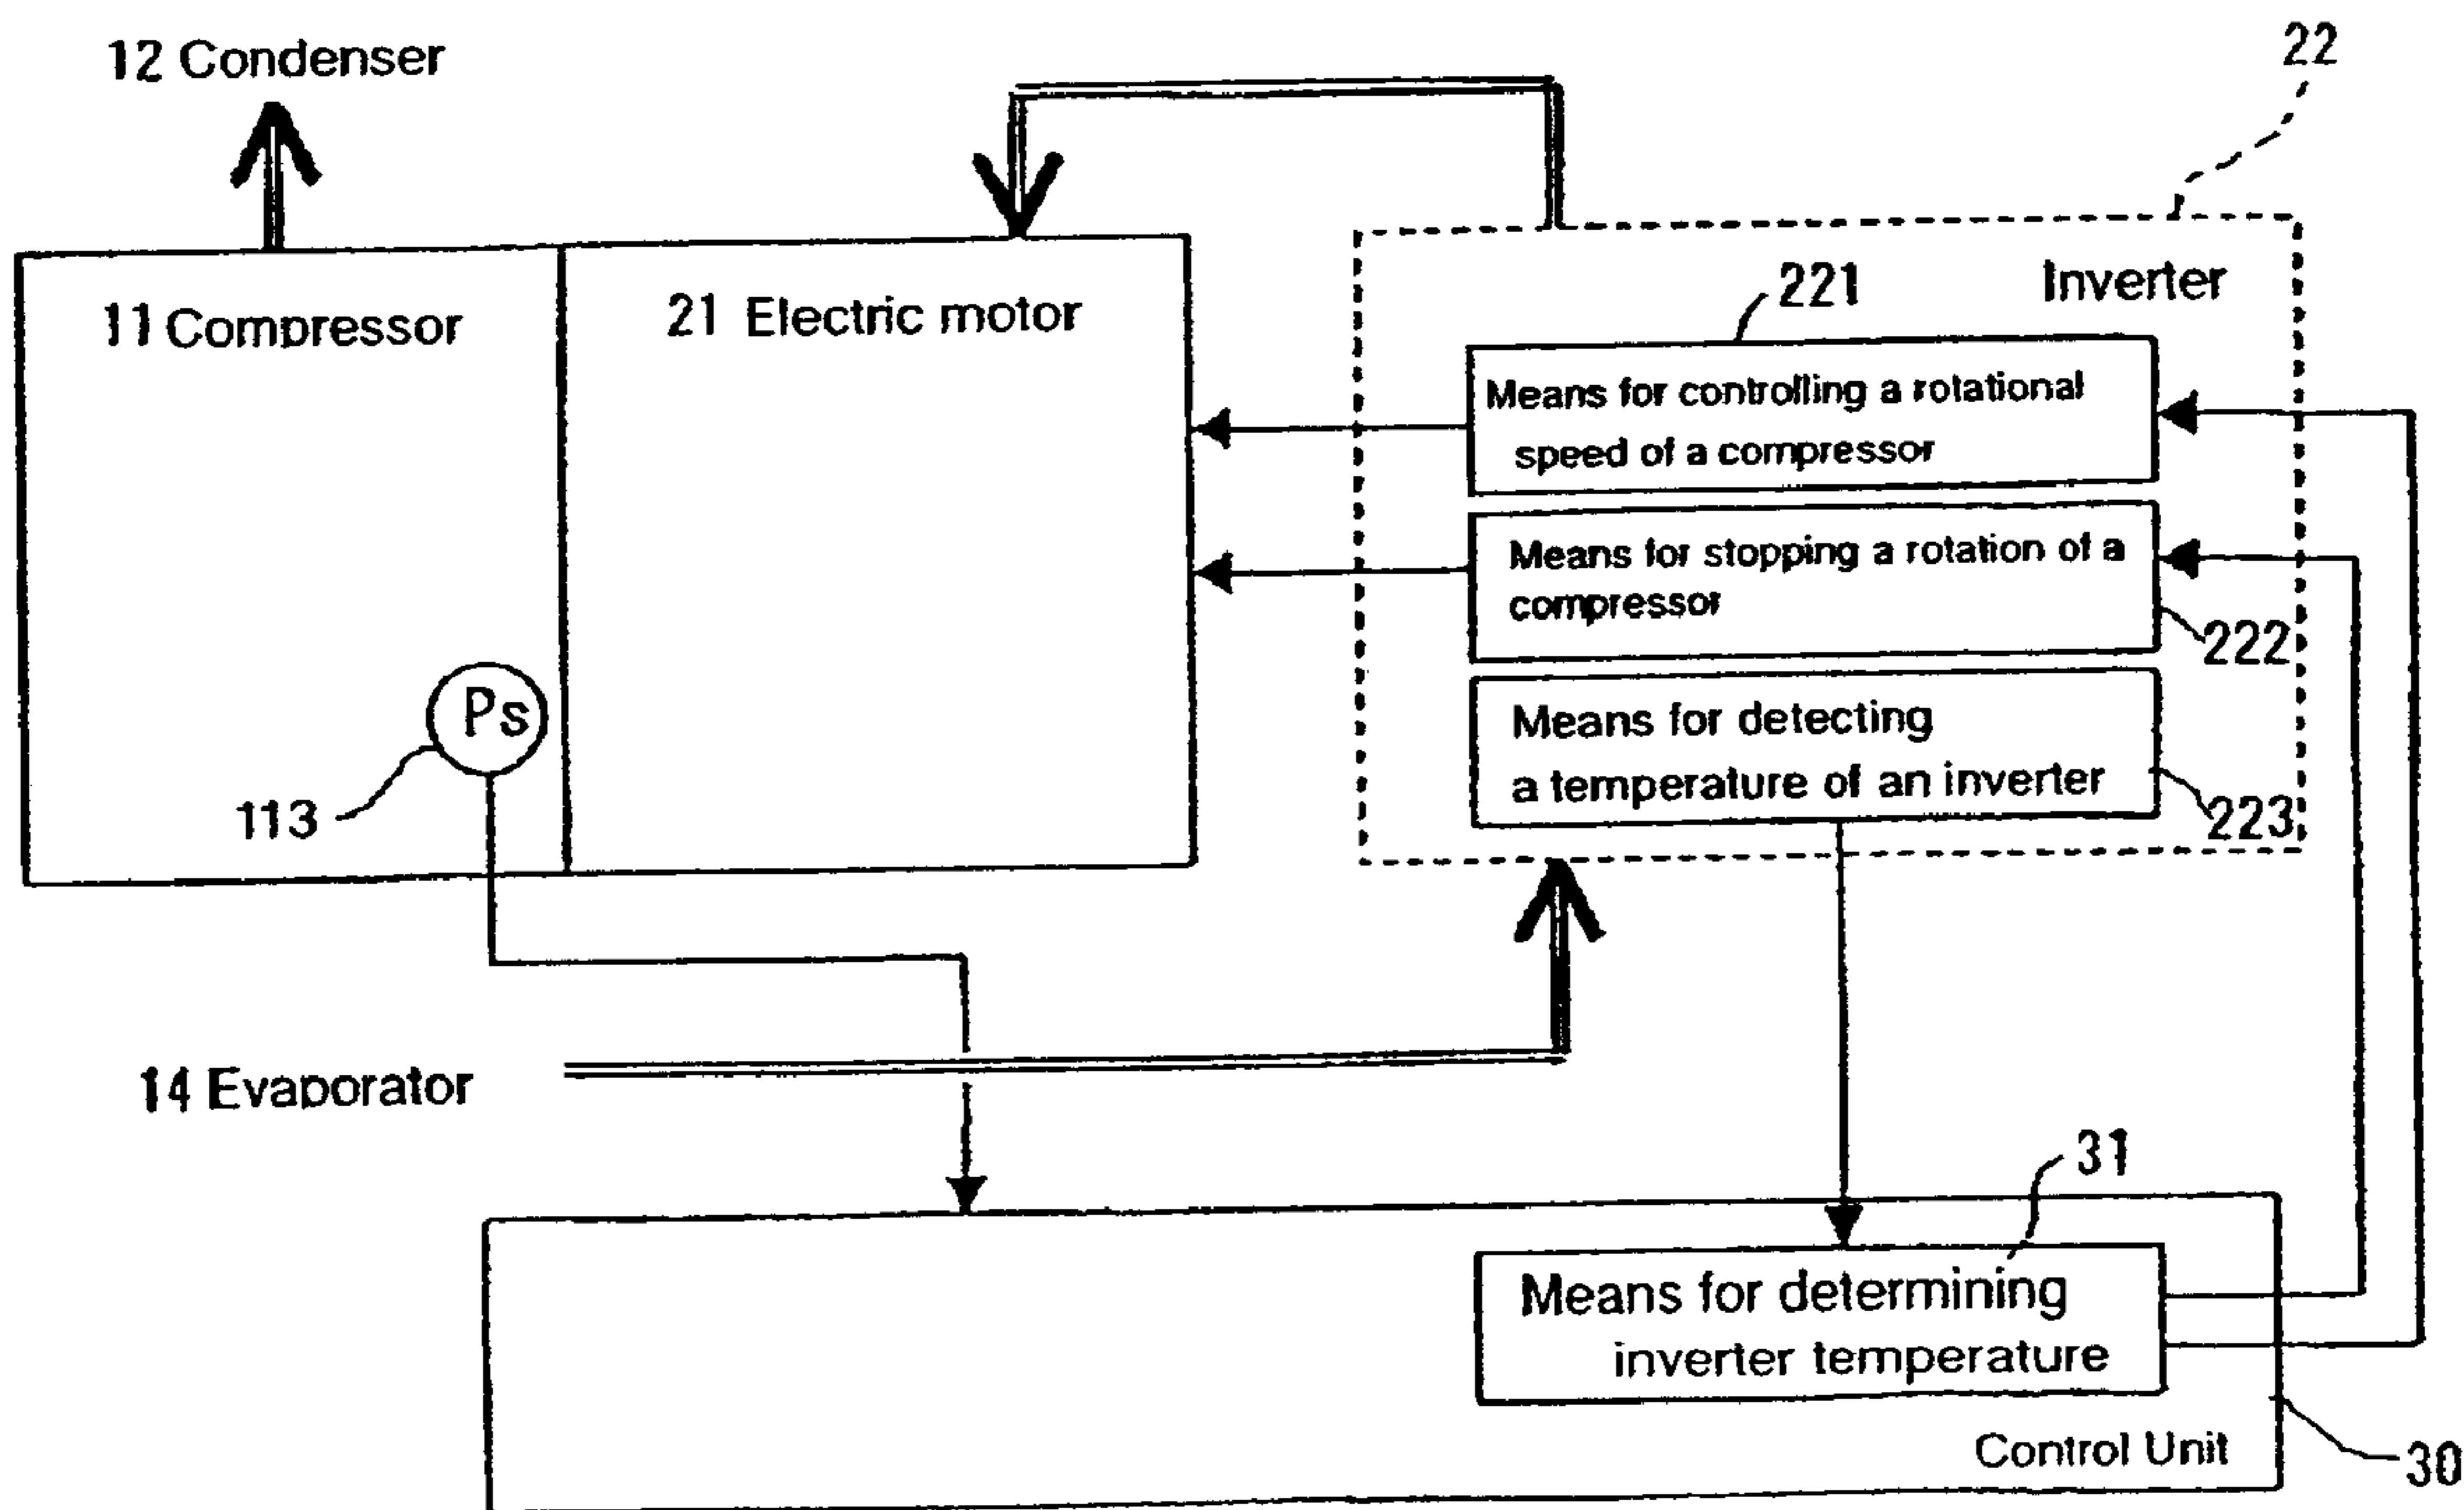 12 Condenser
22
11 Compressor
21 Electric motor
221
Inverter
Means for controlling a rotational
speed of a compressor
Means for stopping a rotation of a
compressor
222
Ps
113
Means for detecting
a temperature of an inverter
223
14 Evaporator
31
Means for determining
inverter temperature
Control Unit
30